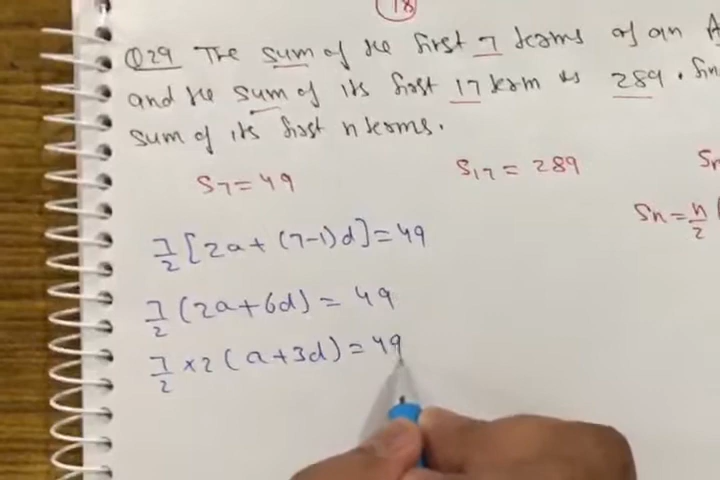 18
Q29 The sum of the first 7 terms of an A
and the sum of its first 17 term is 289. Fin
sum of its first n terms.
S7 = 49 S17 = 289 Sn
Sn = n/2 (
7/2 [2a + (7-1)d] = 49
7/2 (2a + 6d) = 49
7/2 × 2 (a + 3d) = 49